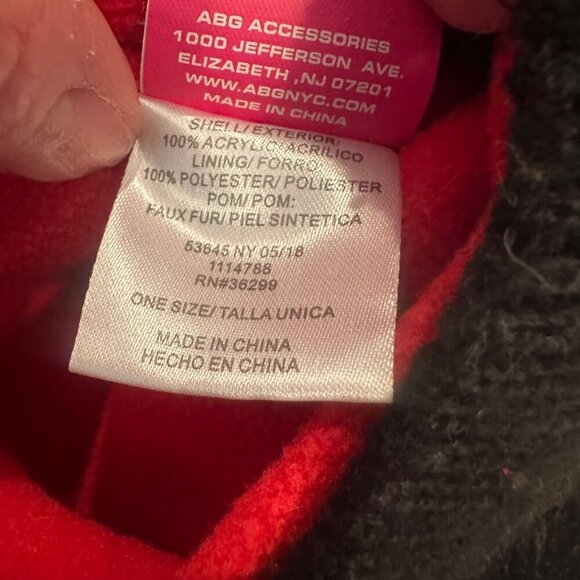 ABG ACCESSORIES
1000 JEFFERSON AVE.
ELIZABETH ,NJ 07201
WWW.ABGNYC.COM
MADE IN CHINA
SHELL/EXTERIOR:
100% ACRYLIC/ACRILICO
LINING/FORRO:
100% POLYESTER/ POLIESTER
POM/POM:
FAUX FUR/PIEL SINTETICA
53645 NY 05/18
1114788
RN#36299
ONE SIZE/TALLA UNICA
MADE IN CHINA
HECHO EN CHINA